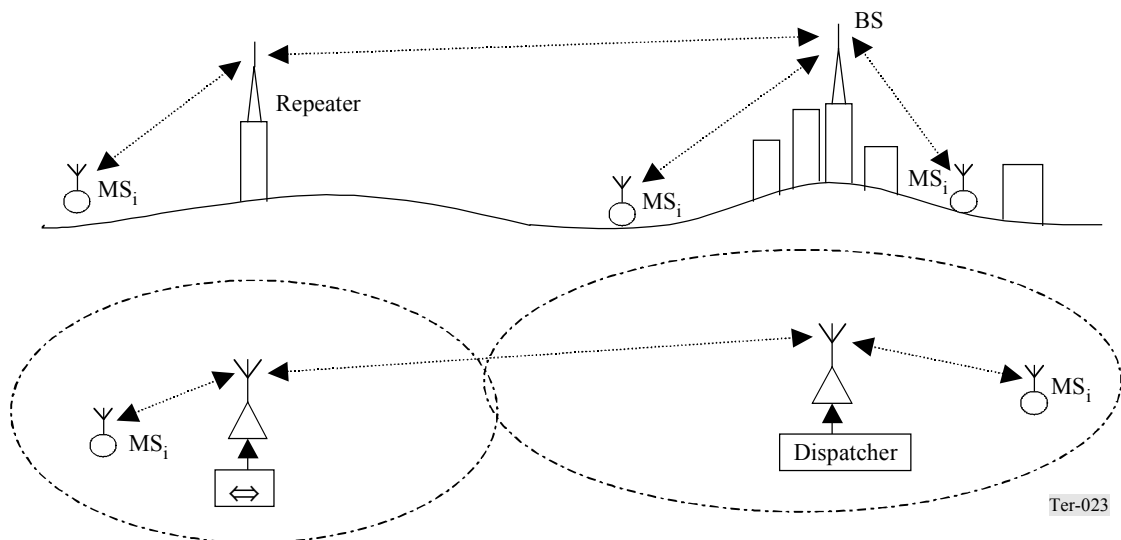 BS
Repeater
MSi
MSi
MSi
MSi
MSi
Dispatcher
⇔
Ter-023